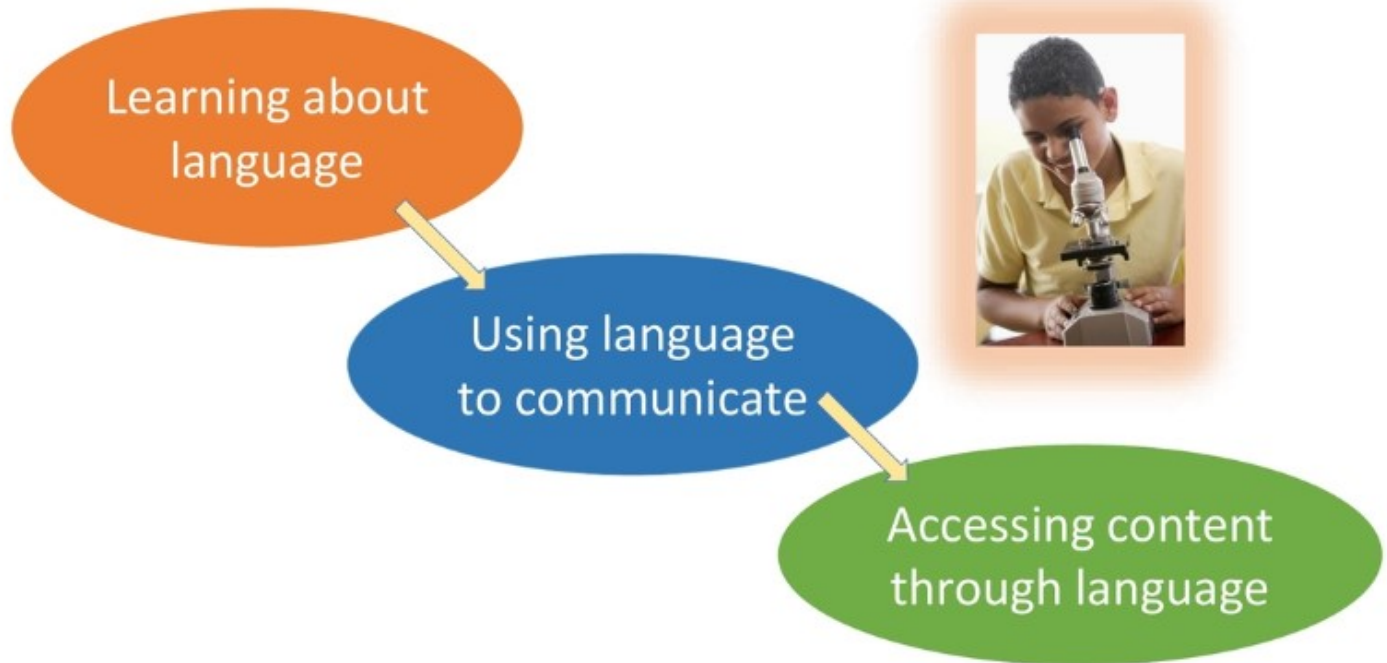 Learning about
language
Using language
to communicate
Accessing content
through language